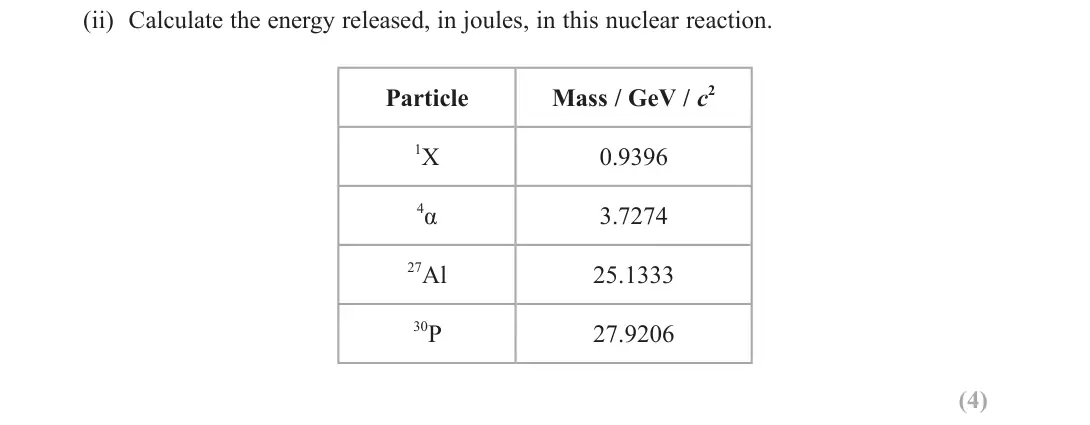 (ii) Calculate the energy released, in joules, in this nuclear reaction.
Particle Mass / GeV / c²
¹X 0.9396
⁴α 3.7274
²⁷Al 25.1333
³⁰P 27.9206
(4)